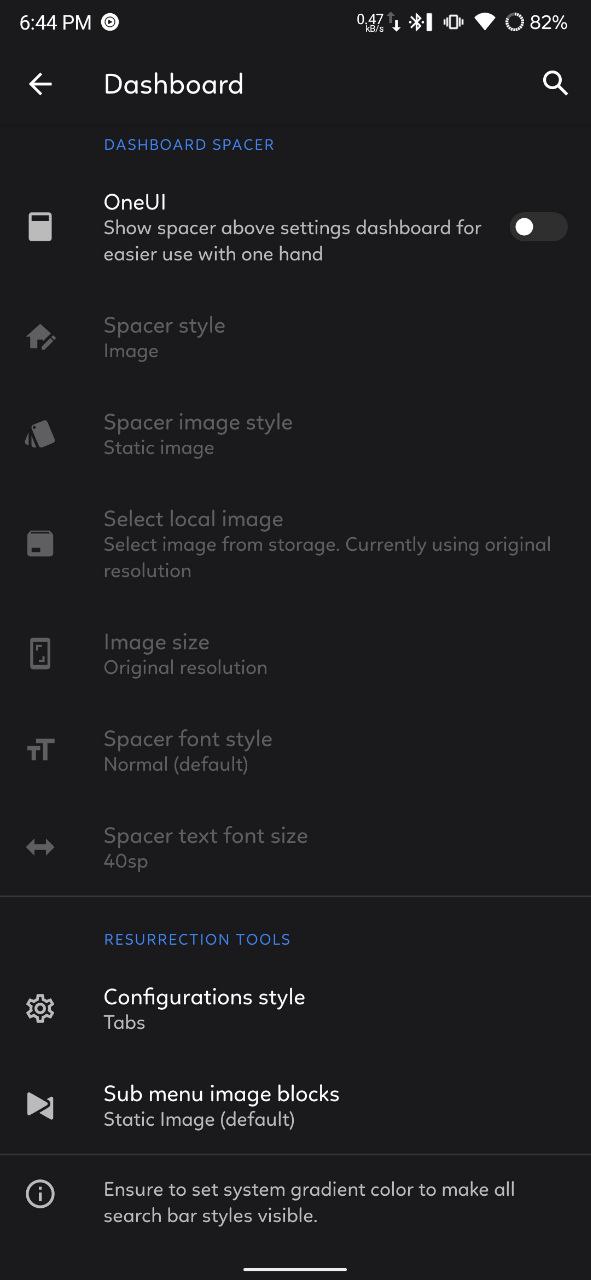 6:44 PM 0.47 kB/s 82%
Dashboard
DASHBOARD SPACER
OneUI
Show spacer above settings dashboard for
easier use with one hand
Spacer style
Image
Spacer image style
Static image
Select local image
Select image from storage. Currently using original
resolution
Image size
Original resolution
Spacer font style
Normal (default)
Spacer text font size
40sp
RESURRECTION TOOLS
Configurations style
Tabs
Sub menu image blocks
Static Image (default)
Ensure to set system gradient color to make all
search bar styles visible.